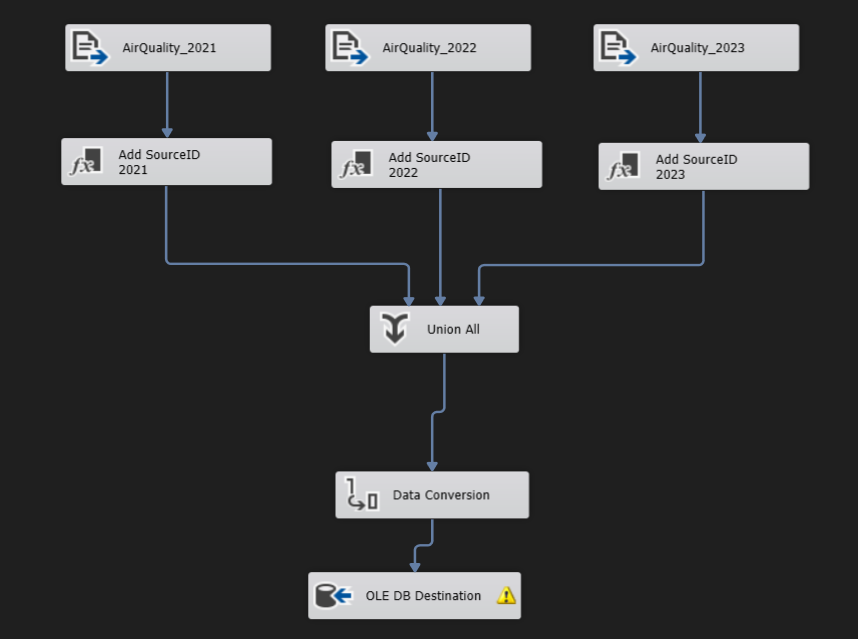 AirQuality_2021
AirQuality_2022
AirQuality_2023
Add SourceID
2021
Add SourceID
2022
Add SourceID
2023
Union All
Data Conversion
OLE DB Destination